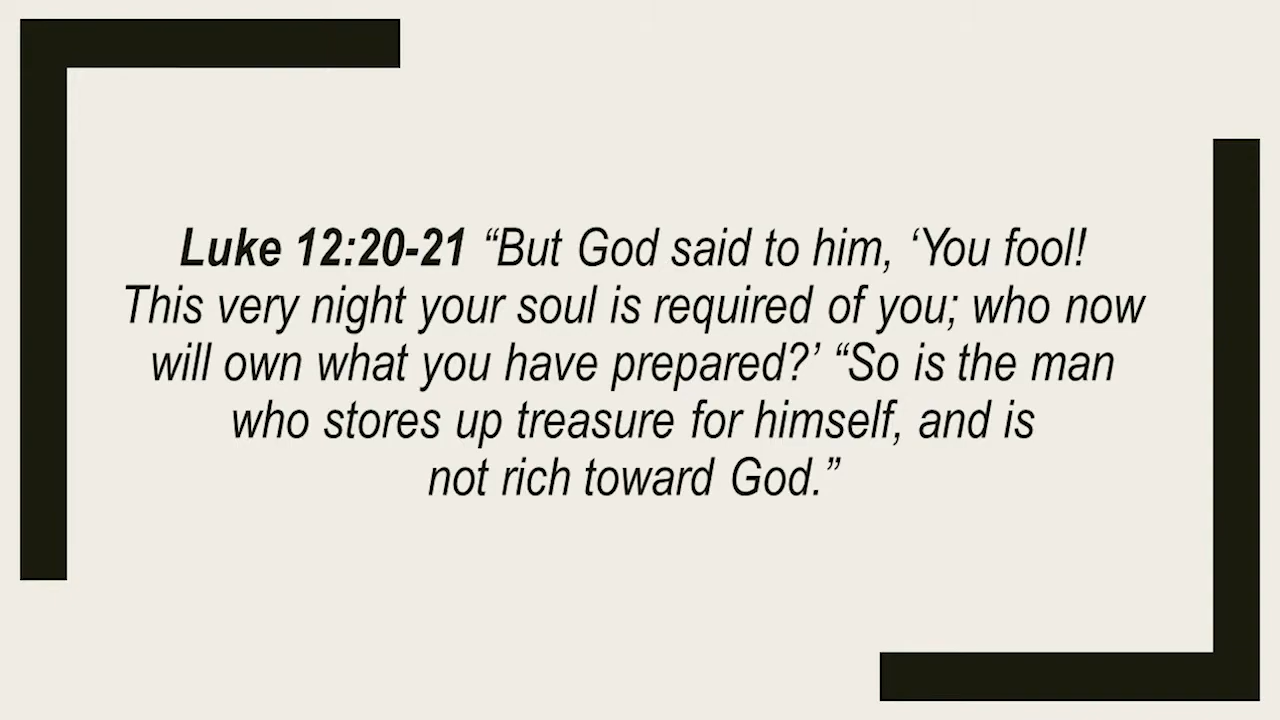 Luke 12:20-21 “But God said to him, ‘You fool!
This very night your soul is required of you; who now
will own what you have prepared?’ “So is the man
who stores up treasure for himself, and is
not rich toward God.”